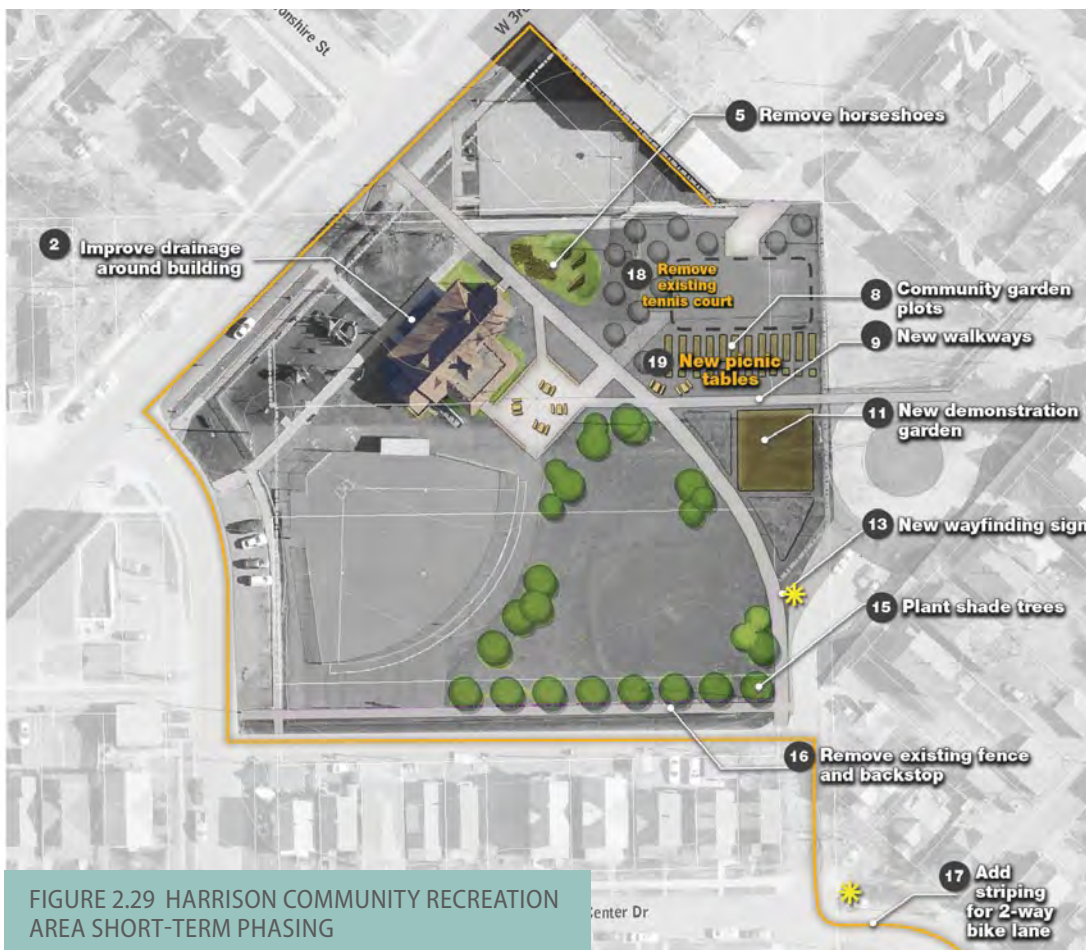 onshire St
W 3r
5 Remove horseshoes
2 Improve drainage
around building
18 Remove
existing
tennis court
8 Community garden
plots
9 New walkways
19 New picnic
tables
11 New demonstration
garden
13 New wayfinding sign
15 Plant shade trees
16 Remove existing fence
and backstop
17 Add
striping
for 2-way
bike lane
Center Dr
FIGURE 2.29 HARRISON COMMUNITY RECREATION
AREA SHORT-TERM PHASING